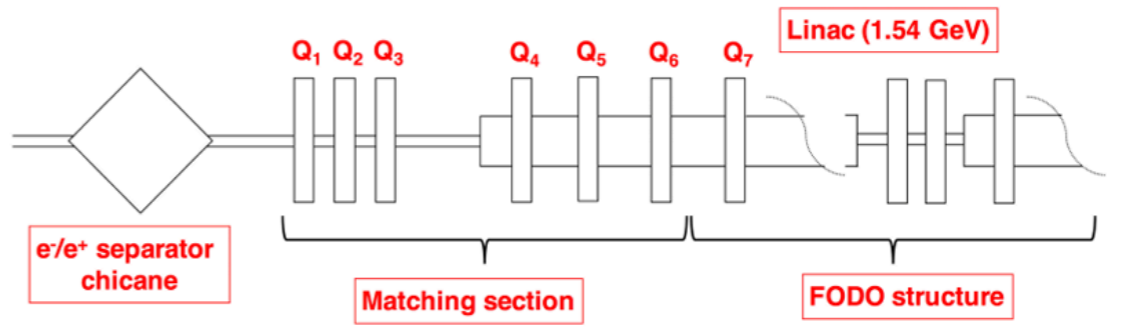 Linac (1.54 GeV)
Q₁ Q₂ Q₃ Q₄ Q₅ Q₆ Q₇
e⁻/e⁺ separator
chicane
Matching section
FODO structure